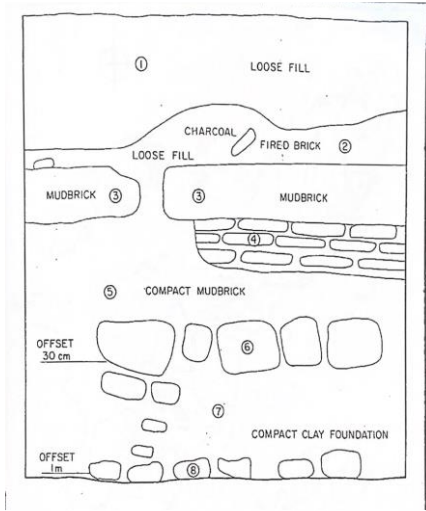 ① LOOSE FILL
CHARCOAL
FIRED BRICK ②
LOOSE FILL
MUDBRICK ③ ③ MUDBRICK
④
⑤ COMPACT MUDBRICK
OFFSET
30 cm
⑥
⑦
COMPACT CLAY FOUNDATION
OFFSET
1m
⑧